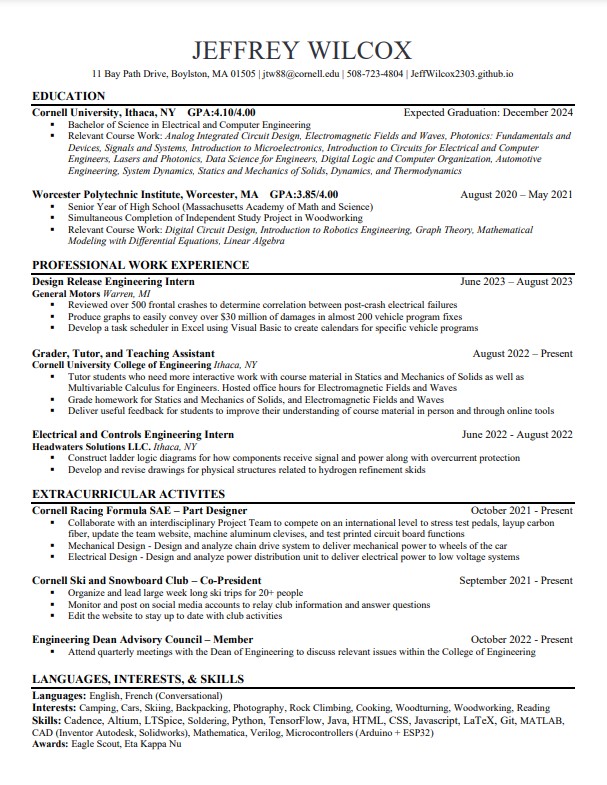 JEFFREY WILCOX
11 Bay Path Drive, Boylston, MA 01505 | jtw88@cornell.edu | 508-723-4804 | JeffWilcox2303.github.io
EDUCATION
Cornell University, Ithaca, NY GPA:4.10/4.00 Expected Graduation: December 2024
▪ Bachelor of Science in Electrical and Computer Engineering
▪ Relevant Course Work: Analog Integrated Circuit Design, Electromagnetic Fields and Waves, Photonics: Fundamentals and
Devices, Signals and Systems, Introduction to Microelectronics, Introduction to Circuits for Electrical and Computer
Engineers, Lasers and Photonics, Data Science for Engineers, Digital Logic and Computer Organization, Automotive
Engineering, System Dynamics, Statics and Mechanics of Solids, Dynamics, and Thermodynamics
Worcester Polytechnic Institute, Worcester, MA GPA:3.85/4.00 August 2020 – May 2021
▪ Senior Year of High School (Massachusetts Academy of Math and Science)
▪ Simultaneous Completion of Independent Study Project in Woodworking
▪ Relevant Course Work: Digital Circuit Design, Introduction to Robotics Engineering, Graph Theory, Mathematical
Modeling with Differential Equations, Linear Algebra
PROFESSIONAL WORK EXPERIENCE
Design Release Engineering Intern June 2023 – August 2023
General Motors Warren, MI
▪ Reviewed over 500 frontal crashes to determine correlation between post-crash electrical failures
▪ Produce graphs to easily convey over $30 million of damages in almost 200 vehicle program fixes
▪ Develop a task scheduler in Excel using Visual Basic to create calendars for specific vehicle programs
Grader, Tutor, and Teaching Assistant August 2022 – Present
Cornell University College of Engineering Ithaca, NY
▪ Tutor students who need more interactive work with course material in Statics and Mechanics of Solids as well as
Multivariable Calculus for Engineers. Hosted office hours for Electromagnetic Fields and Waves
▪ Grade homework for Statics and Mechanics of Solids, and Electromagnetic Fields and Waves
▪ Deliver useful feedback for students to improve their understanding of course material in person and through online tools
Electrical and Controls Engineering Intern June 2022 - August 2022
Headwaters Solutions LLC. Ithaca, NY
▪ Construct ladder logic diagrams for how components receive signal and power along with overcurrent protection
▪ Develop and revise drawings for physical structures related to hydrogen refinement skids
EXTRACURRICULAR ACTIVITES
Cornell Racing Formula SAE – Part Designer October 2021 - Present
▪ Collaborate with an interdisciplinary Project Team to compete on an international level to stress test pedals, layup carbon
fiber, update the team website, machine aluminum clevises, and test printed circuit board functions
▪ Mechanical Design - Design and analyze chain drive system to deliver mechanical power to wheels of the car
▪ Electrical Design - Design and analyze power distribution unit to deliver electrical power to low voltage systems
Cornell Ski and Snowboard Club – Co-President September 2021 - Present
▪ Organize and lead large week long ski trips for 20+ people
▪ Monitor and post on social media accounts to relay club information and answer questions
▪ Edit the website to stay up to date with club activities
Engineering Dean Advisory Council – Member October 2022 - Present
▪ Attend quarterly meetings with the Dean of Engineering to discuss relevant issues within the College of Engineering
LANGUAGES, INTERESTS, & SKILLS
Languages: English, French (Conversational)
Interests: Camping, Cars, Skiing, Backpacking, Photography, Rock Climbing, Cooking, Woodturning, Woodworking, Reading
Skills: Cadence, Altium, LTSpice, Soldering, Python, TensorFlow, Java, HTML, CSS, Javascript, LaTeX, Git, MATLAB,
CAD (Inventor Autodesk, Solidworks), Mathematica, Verilog, Microcontrollers (Arduino + ESP32)
Awards: Eagle Scout, Eta Kappa Nu